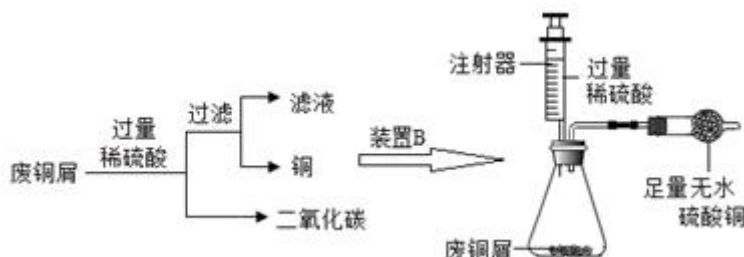 废铜屑
过量
稀硫酸
过滤
滤液
铜
二氧化碳
装置B
注射器
过量
稀硫酸
足量无水
硫酸铜
废铜屑